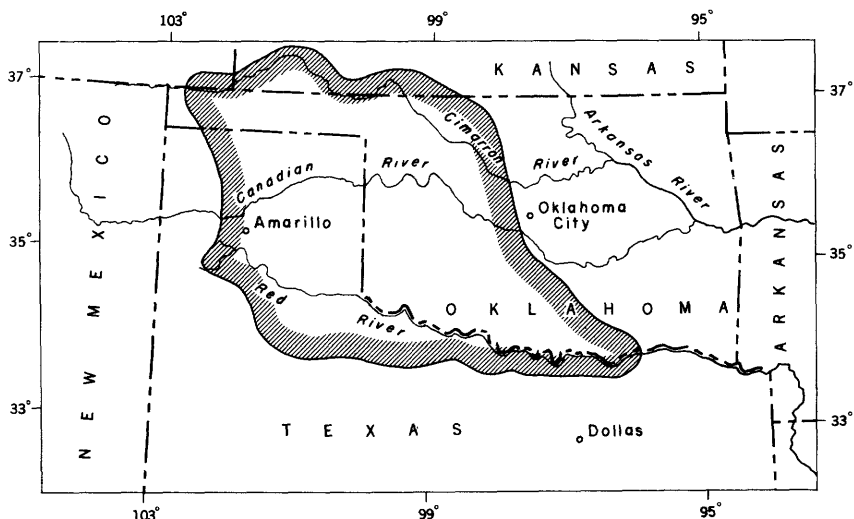 103°
99°
95°
37°
37°
KANSAS
NEW MEXICO
Cimarron
River
Arkansas
River
Canadian
River
Amarillo
Oklahoma
City
35°
35°
Red
River
OKLAHOMA
ARKANSAS
33°
33°
TEXAS
Dollas
103°
99°
95°